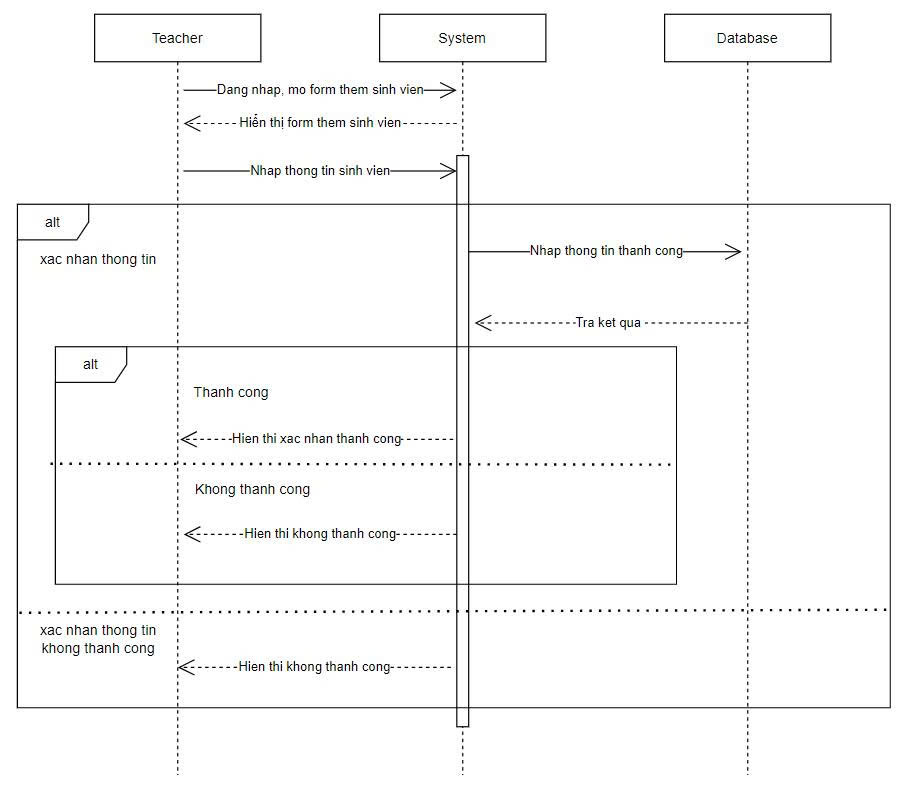 Teacher
System
Database
Dang nhap, mo form them sinh vien
Hiển thị form them sinh vien
Nhap thong tin sinh vien
alt
xac nhan thong tin
Nhap thong tin thanh cong
Tra ket qua
alt
Thanh cong
Hien thi xac nhan thanh cong
Khong thanh cong
Hien thi khong thanh cong
xac nhan thong tin
khong thanh cong
Hien thi khong thanh cong